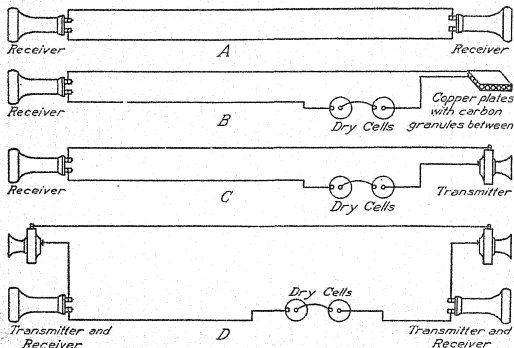 Receiver
A
Receiver
Receiver
B
Dry Cells
Copper plates
with carbon
granules between
Receiver
C
Dry Cells
Transmitter
Dry Cells
Transmitter and
Receiver
D
Transmitter and
Receiver